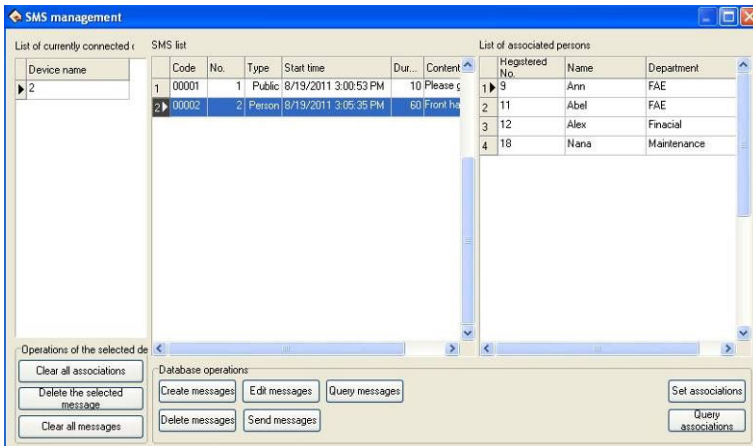 SMS management
List of currently connected
Device name
2
SMS list
Code No. Type Start time Dur... Content
1 00001 1 Public 8/19/2011 3:00:53 PM 10 Please
2 00002 2 Person 8/19/2011 3:05:35 PM 60 Front ha
List of associated persons
Registered No. Name Department
1 9 Ann FAE
2 11 Abel FAE
3 12 Alex Finacial
4 18 Nana Maintenance
Operations of the selected de
Clear all associations
Delete the selected
message
Clear all messages
Database operations
Create messages Edit messages Query messages
Delete messages Send messages
Set associations
Query
associations